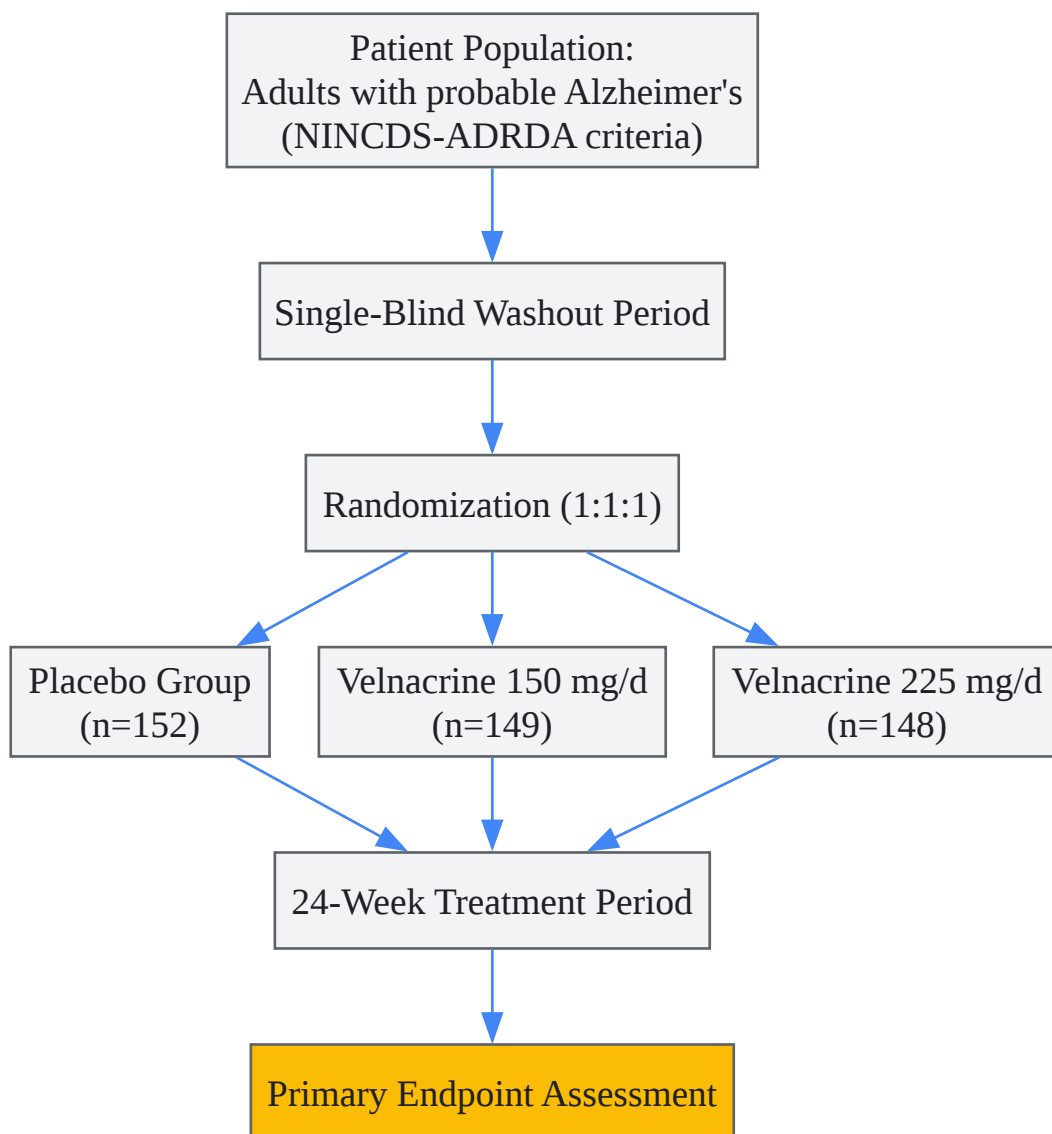 Patient Population:
Adults with probable Alzheimer's
(NINCDS-ADRDA criteria)
Single-Blind Washout Period
Randomization (1:1:1)
Placebo Group
(n=152)
Velnacrine 150 mg/d
(n=149)
Velnacrine 225 mg/d
(n=148)
24-Week Treatment Period
Primary Endpoint Assessment